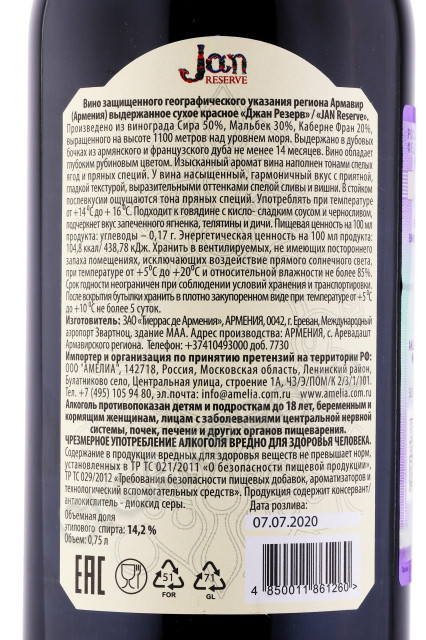 Jan
RESERVE
Вино защищенного географического указания региона Армавир
(Армения) выдержанное сухое красное «Джан Резерв» / «JAN Reserve».
Произведено из винограда Сира 50%, Мальбек 30%, Каберне Фран 20%,
выращенного на высоте 1100 метров над уровнем моря. Выдержано в дубовых
бочках из армянского и французского дуба не менее 14 месяцев. Вино обладает
глубоким рубиновым цветом. Изысканный аромат вина наполнен тонами спелых
ягод и пряных специй. У вина насыщенный, гармоничный вкус с приятной,
гладкой текстурой, выразительными оттенками спелой сливы и вишни. В стойком
послевкусии ощущаются тона пряных специй. Употреблять при температуре
от +14°C до + 16°C. Подходит к говядине с кисло- сладким соусом и черносливом,
подчеркнет вкус запеченного ягненка, телятины и дичи. Пищевая ценность на 100 мл
продукта: углеводы – 0,17 г. Энергетическая ценность на 100 мл продукта:
104,8 ккал/ 438,78 кДж. Хранить в вентилируемых, не имеющих постороннего
запаха помещениях, исключающих воздействие прямого солнечного света,
при температуре от +5°C до +20°C и относительной влажности не более 85%.
Срок годности неограничен при соблюдении условий хранения и транспортировки.
После вскрытия бутылки хранить в плотно закупоренном виде при температуре от +5°C
до +10°C не более 5 суток.
Изготовитель: ЗАО «Тиеррас де Армения», АРМЕНИЯ, 0042, г. Ереван, Международный
аэропорт Звартноц, здание МАА. Адрес производства: АРМЕНИЯ, с. Аревадашт
Армавирского региона. Телефон: +37410493000 доб. 7730
Импортер и организация по принятию претензий на территории РФ:
ООО "АМЕЛИА", 142718, Россия, Московская область, Ленинский район,
Булатниково село, Центральная улица, строение 1А, ЧЗ/Э/ПОМ/К 2/3/1/101.
Тел. +7 (495) 105 94 80, эл.почта: info@amelia.com.ru, www.amelia.com.ru
Алкоголь противопоказан детям и подросткам до 18 лет, беременным и
кормящим женщинам, лицам с заболеваниями центральной нервной
системы, почек, печени и других органов пищеварения.
ЧРЕЗМЕРНОЕ УПОТРЕБЛЕНИЕ АЛКОГОЛЯ ВРЕДНО ДЛЯ ЗДОРОВЬЯ ЧЕЛОВЕКА.
Содержание в продукции вредных для здоровья веществ не превышает норм,
установленных в ТР ТС 021/2011 «О безопасности пищевой продукции», ТР
ТС 029/2012 "Требования безопасности пищевых добавок, ароматизаторов и
технологический вспомогательных средств». Продукция содержит консервант/
антиокислитель - диоксид серы.
Дата розлива:
07.07.2020
Объемная доля
этилового спирта: 14,2 %
Объем: 0,75 л
EAC
51
FOR
71
GL
4 850011 861260 >